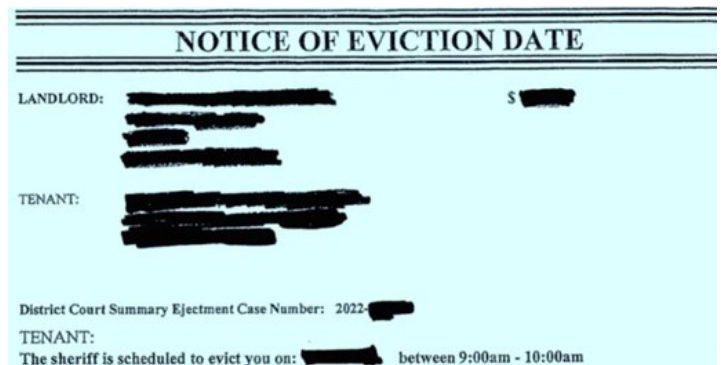 NOTICE OF EVICTION DATE
LANDLORD: $
TENANT:
District Court Summary Ejectment Case Number: 2022-
TENANT:
The sheriff is scheduled to evict you on: between 9:00am - 10:00am